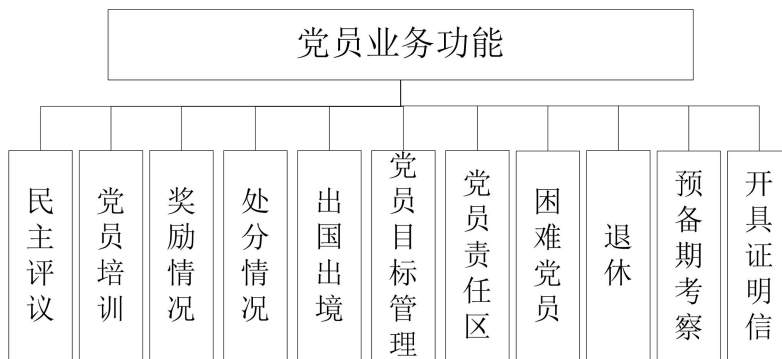 党员业务功能
民主评议
党员培训
奖励情况
处分情况
出国出境
党员目标管理
党员责任区
困难党员
退休
预备期考察
开具证明信